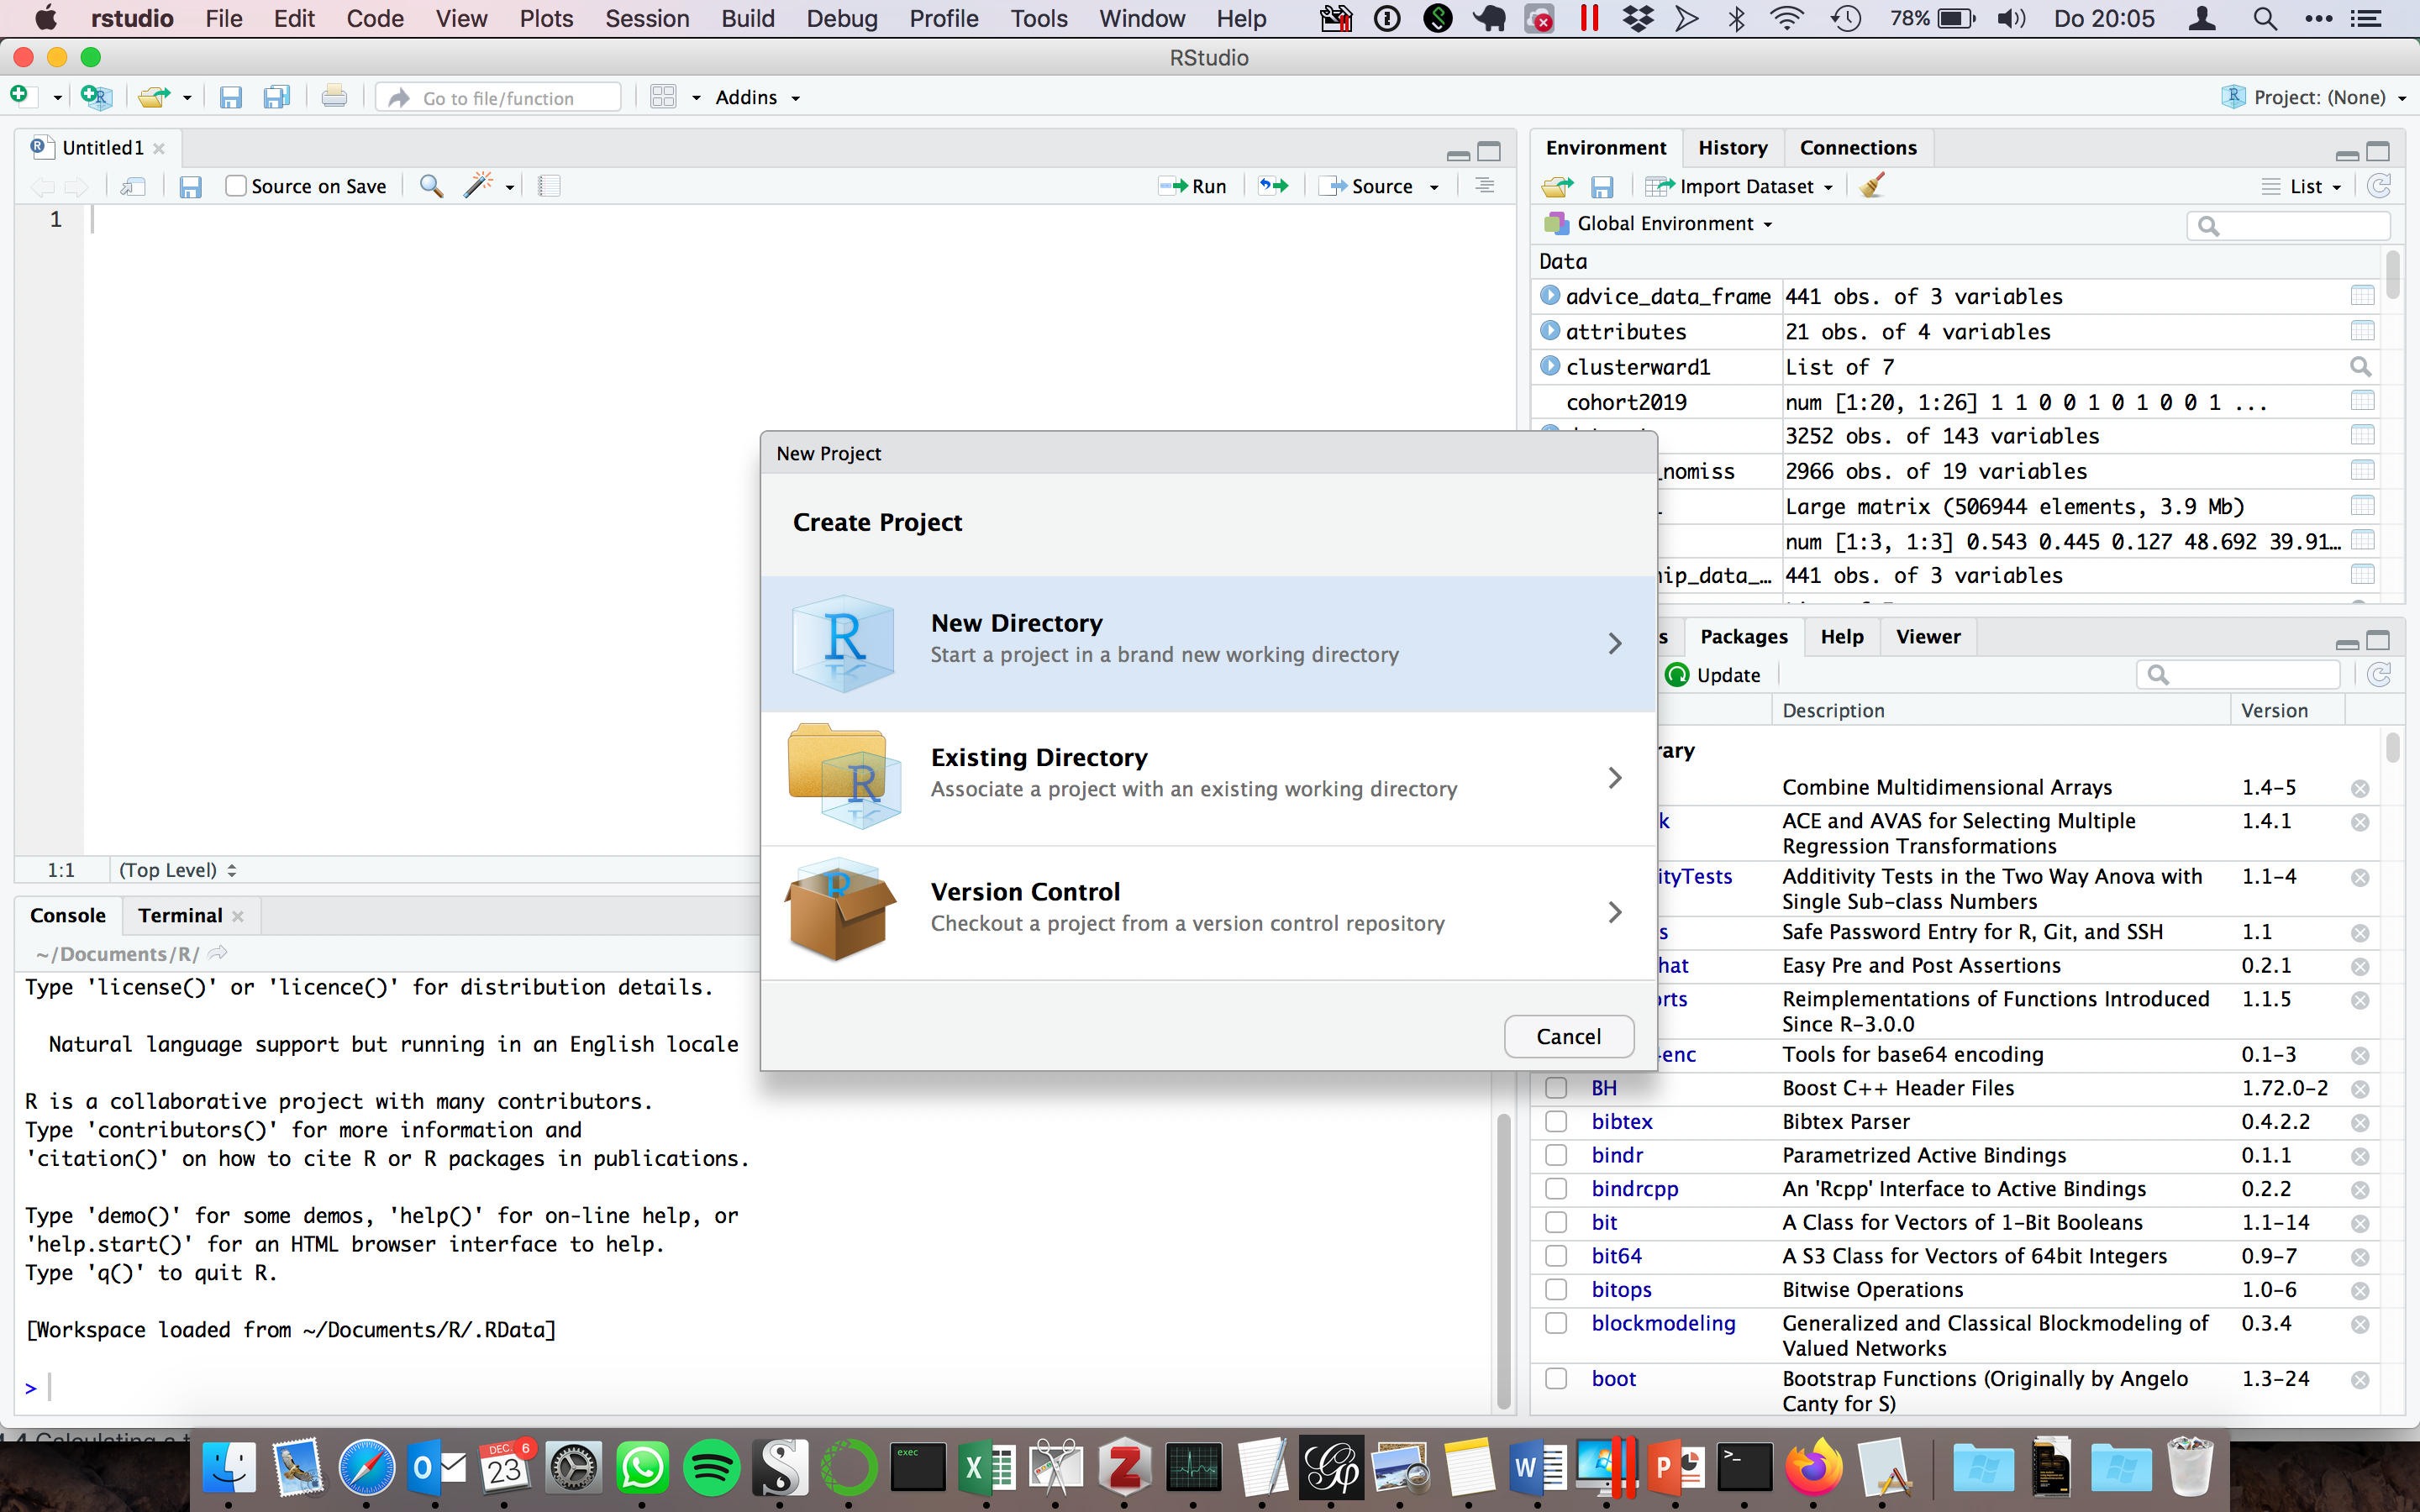 rstudio File Edit Code View Plots Session Build Debug Profile Tools Window Help 78% Do 20:05
RStudio
Go to file/function Addins Project: (None)
Untitled1
Source on Save Run Source
1
1:1 (Top Level)
Console Terminal
~/Documents/R/
Type 'license()' or 'licence()' for distribution details.
Natural language support but running in an English locale
R is a collaborative project with many contributors.
Type 'contributors()' for more information and
'citation()' on how to cite R or R packages in publications.
Type 'demo()' for some demos, 'help()' for on-line help, or
'help.start()' for an HTML browser interface to help.
Type 'q()' to quit R.
[Workspace loaded from ~/Documents/R/.RData]
>
New Project
Create Project
New Directory
Start a project in a brand new working directory
Existing Directory
Associate a project with an existing working directory
Version Control
Checkout a project from a version control repository
Cancel
Environment History Connections
Import Dataset List
Global Environment
Data
advice_data_frame 441 obs. of 3 variables
attributes 21 obs. of 4 variables
clusterward1 List of 7
cohort2019 num [1:20, 1:26] 1 1 0 0 1 0 1 0 0 1 ...
3252 obs. of 143 variables
_nomiss 2966 obs. of 19 variables
Large matrix (506944 elements, 3.9 Mb)
num [1:3, 1:3] 0.543 0.445 0.127 48.692 39.91…
hip_data_… 441 obs. of 3 variables
s Packages Help Viewer
Update
Description Version
rary
Combine Multidimensional Arrays 1.4-5
k ACE and AVAS for Selecting Multiple 1.4.1
Regression Transformations
ityTests Additivity Tests in the Two Way Anova with 1.1-4
Single Sub-class Numbers
s Safe Password Entry for R, Git, and SSH 1.1
hat Easy Pre and Post Assertions 0.2.1
orts Reimplementations of Functions Introduced 1.1.5
Since R-3.0.0
enc Tools for base64 encoding 0.1-3
BH Boost C++ Header Files 1.72.0-2
bibtex Bibtex Parser 0.4.2.2
bindr Parametrized Active Bindings 0.1.1
bindrcpp An 'Rcpp' Interface to Active Bindings 0.2.2
bit A Class for Vectors of 1-Bit Booleans 1.1-14
bit64 A S3 Class for Vectors of 64bit Integers 0.9-7
bitops Bitwise Operations 1.0-6
blockmodeling Generalized and Classical Blockmodeling of 0.3.4
Valued Networks
boot Bootstrap Functions (Originally by Angelo 1.3-24
Canty for S)
DEC. 6
23
exec